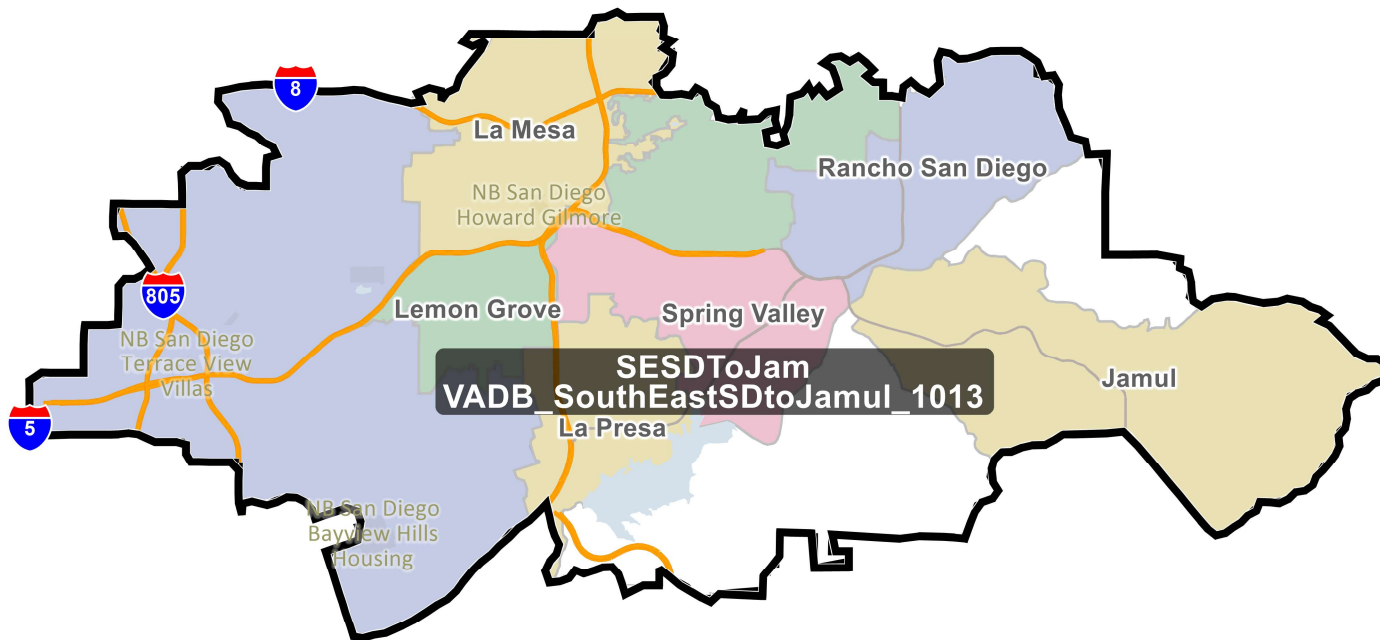 8
La Mesa
Rancho San Diego
NB San Diego
Howard Gilmore
805
Lemon Grove
Spring Valley
NB San Diego
Terrace View
Villas
SESDToJam
VADB_SouthEastSDtoJamul_1013
Jamul
5
La Presa
NB San Diego
Bayview Hills
Housing